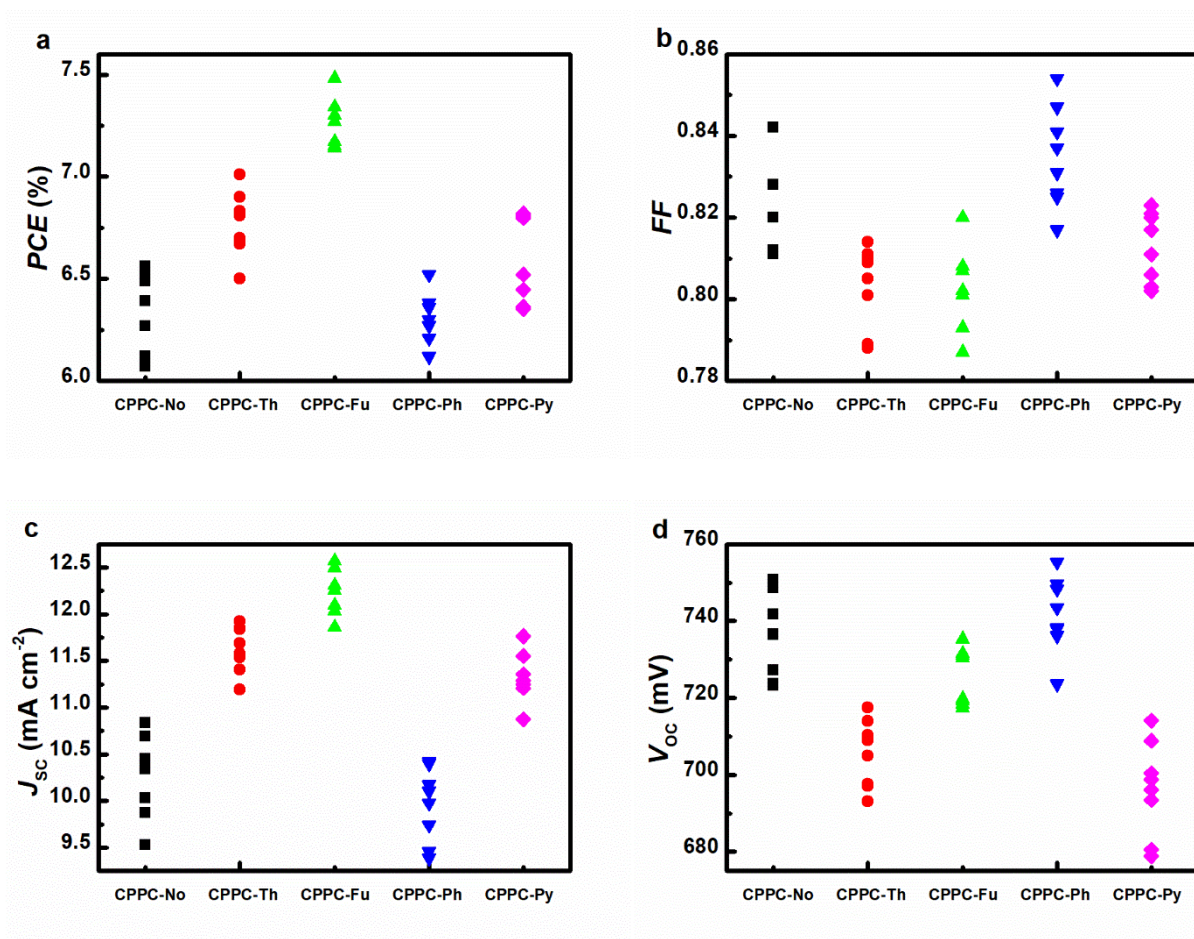 a
7.5
7.0
6.5
6.0
PCE (%)
CPPC-No CPPC-Th CPPC-Fu CPPC-Ph CPPC-Py
b
0.86
0.84
0.82
0.80
0.78
FF
CPPC-No CPPC-Th CPPC-Fu CPPC-Ph CPPC-Py
c
12.5
12.0
11.5
11.0
10.5
10.0
9.5
Jsc (mA cm-2)
CPPC-No CPPC-Th CPPC-Fu CPPC-Ph CPPC-Py
d
760
740
720
700
680
Voc (mV)
CPPC-No CPPC-Th CPPC-Fu CPPC-Ph CPPC-Py